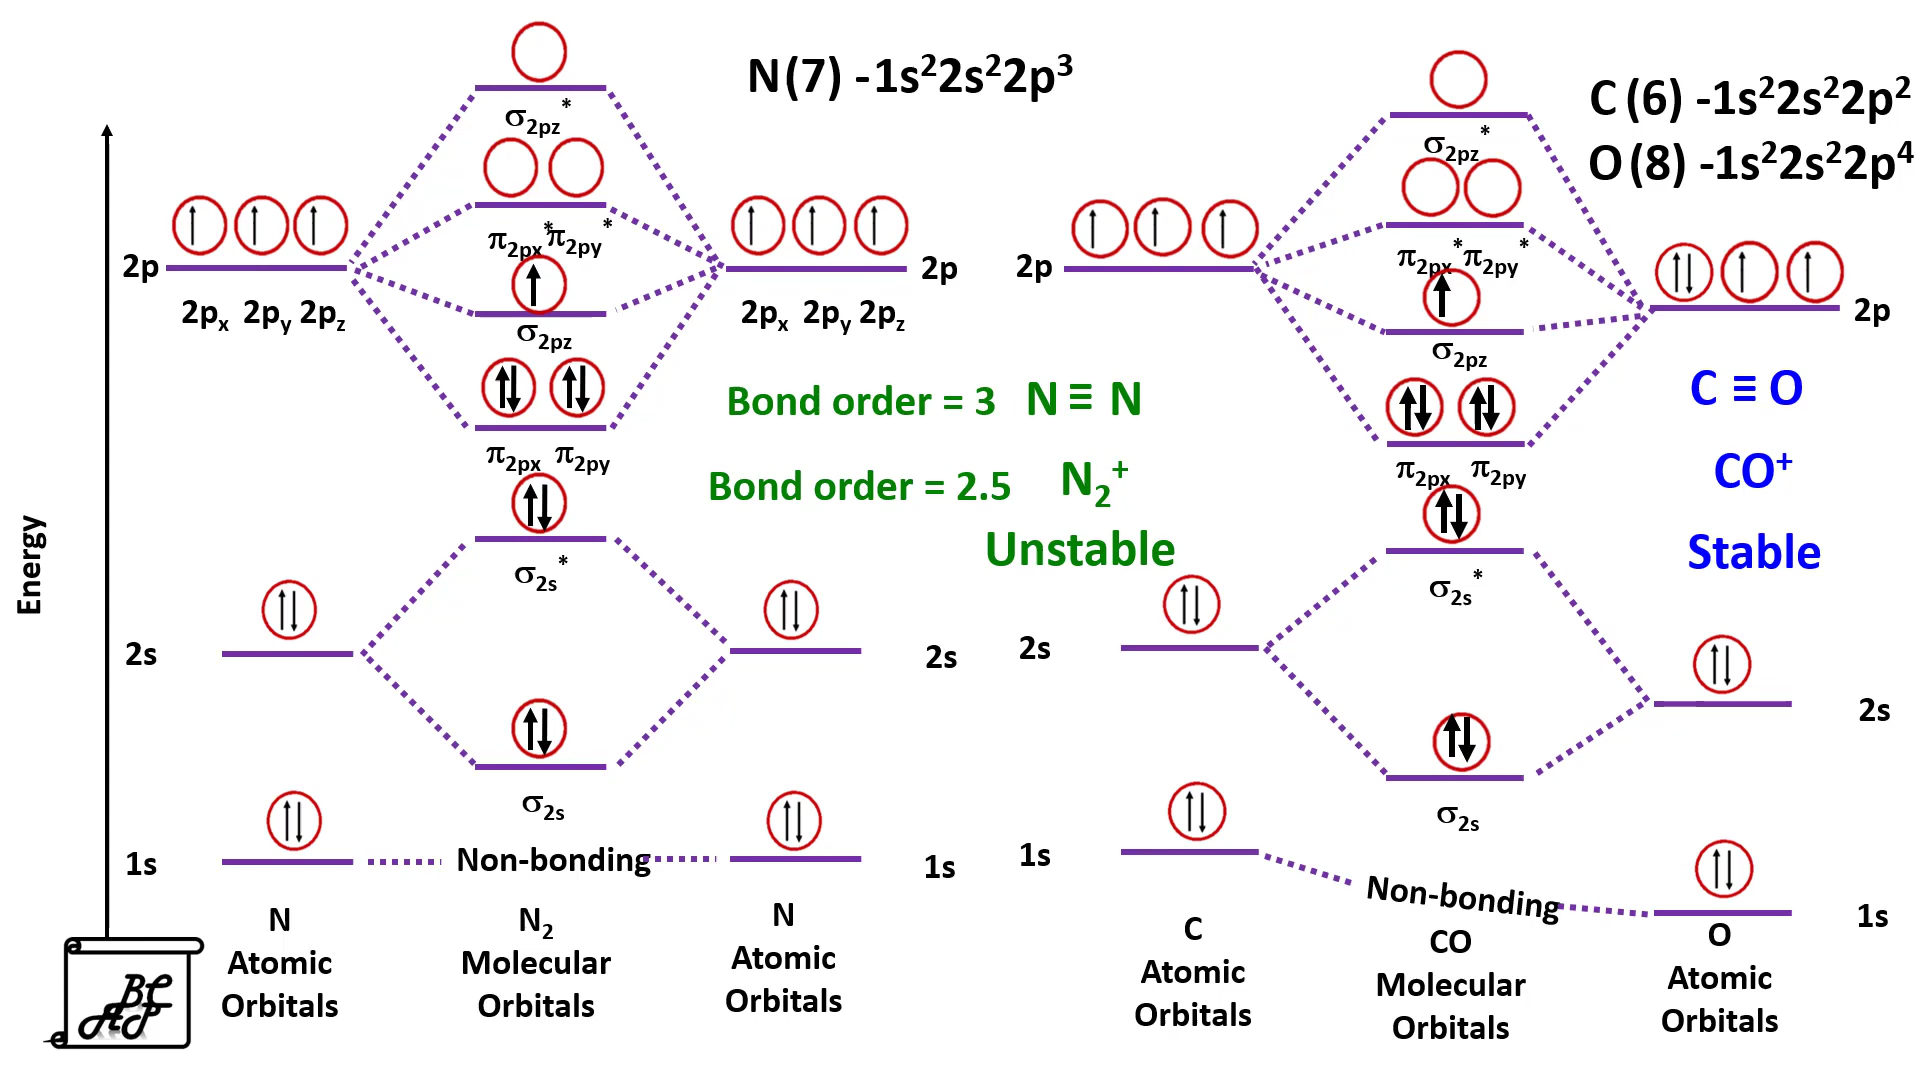 N (7) -1s²2s²2p³
C (6) -1s²2s²2p²
O (8) -1s²2s²2p⁴
Energy
σ2pz*
π2px* π2py*
2p
2px 2py 2pz
σ2pz
2p
2px 2py 2pz
π2px π2py
σ2s*
2s
2s
σ2s
1s
Non-bonding
1s
N
Atomic
Orbitals
N₂
Molecular
Orbitals
N
Atomic
Orbitals
Bond order = 3 N ≡ N
Bond order = 2.5 N₂⁺
Unstable
σ2pz*
π2px* π2py*
2p
σ2pz
2p
π2px π2py
σ2s*
2s
2s
σ2s
1s
Non-bonding
1s
C
Atomic
Orbitals
CO
Molecular
Orbitals
O
Atomic
Orbitals
C ≡ O
CO⁺
Stable